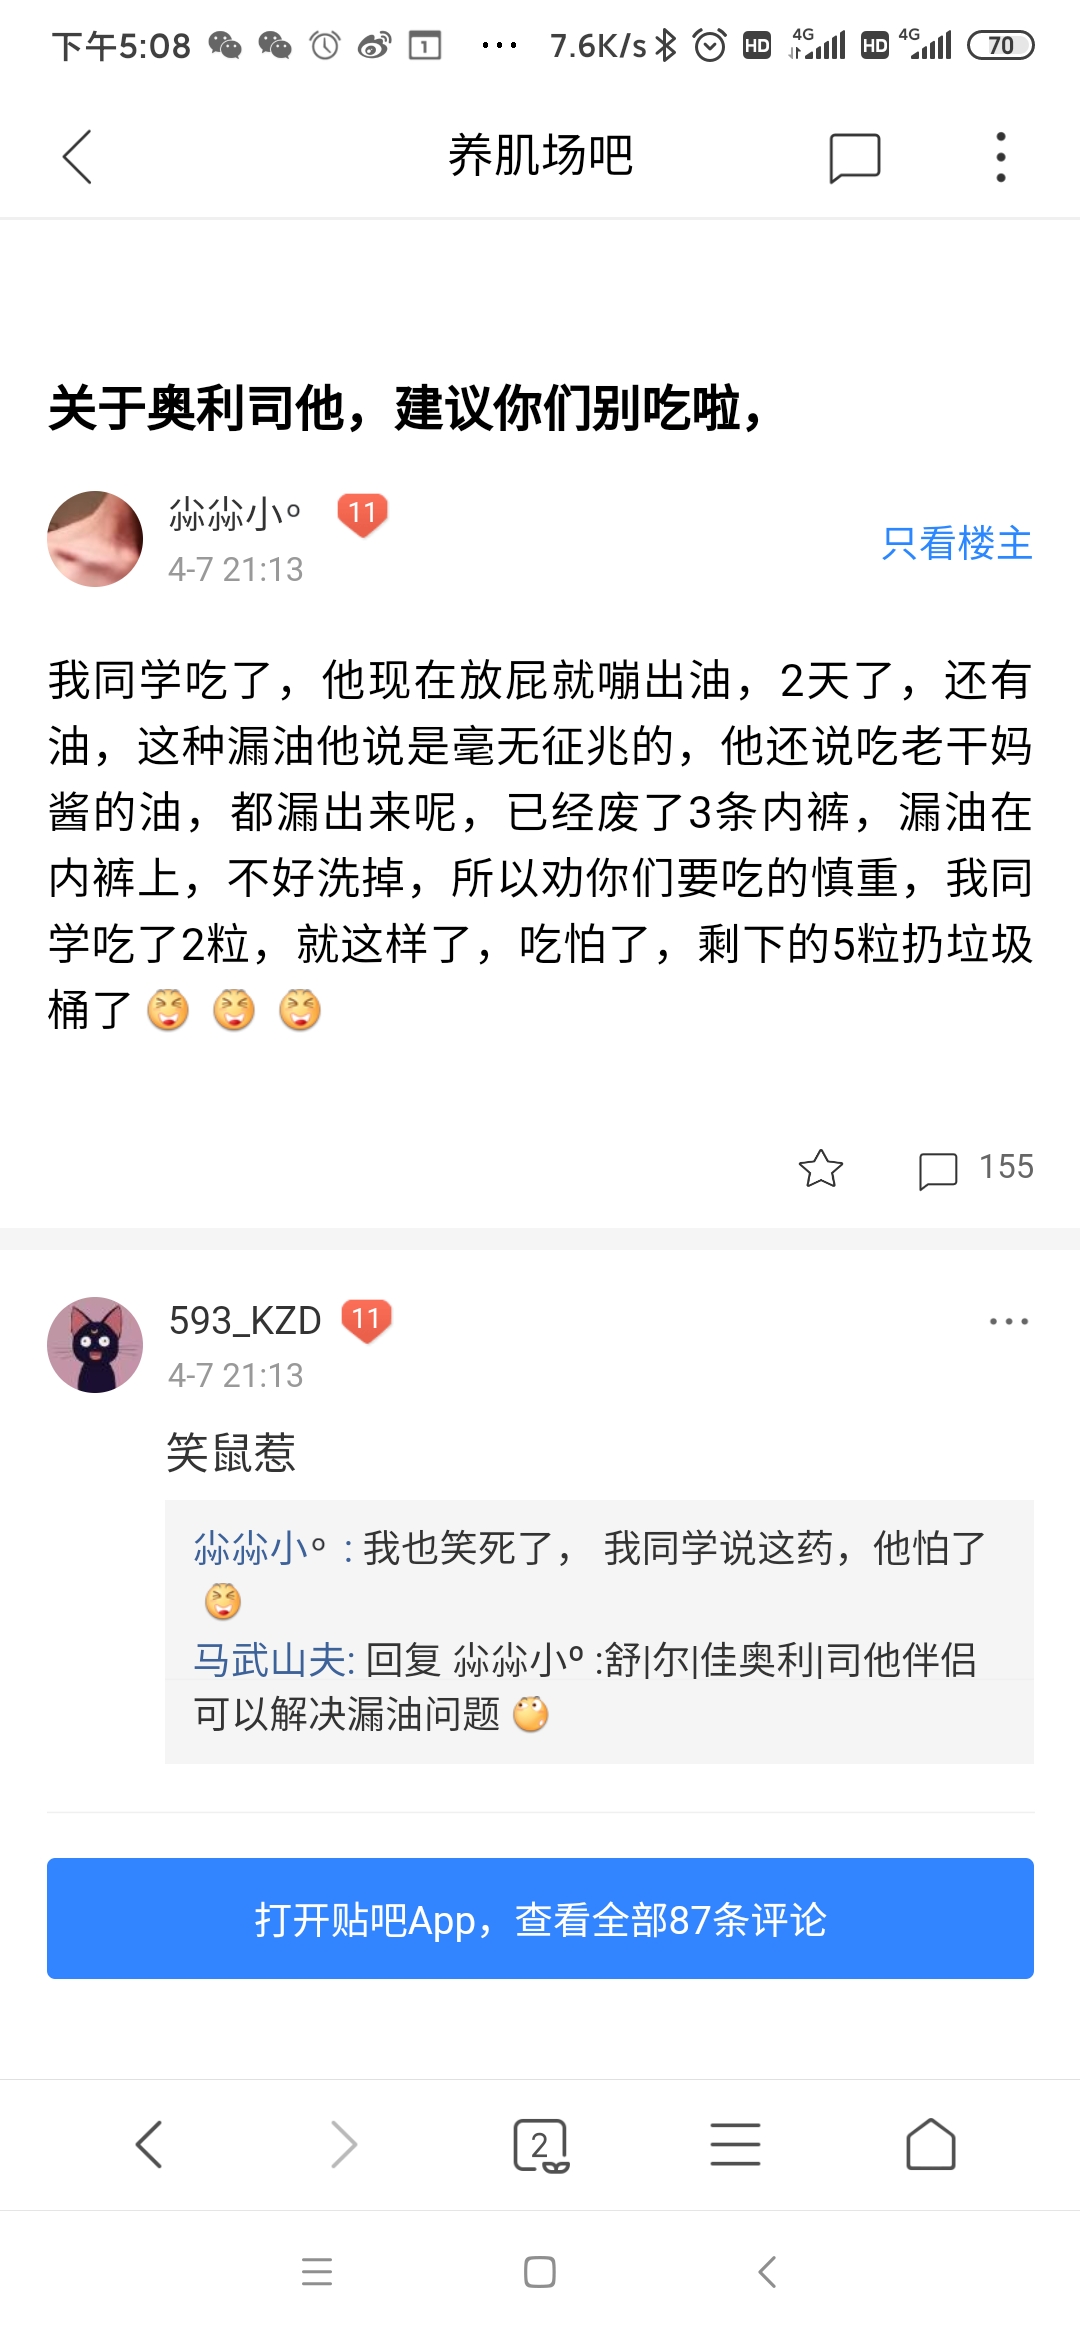 下午5:08 1 ··· 7.6K/s HD 4G HD 4G 70
养肌场吧
关于奥利司他，建议你们别吃啦，
尛尛小º 11
4-7 21:13
只看楼主
我同学吃了，他现在放屁就嘣出油，2天了，还有
油，这种漏油他说是毫无征兆的，他还说吃老干妈
酱的油，都漏出来呢，已经废了3条内裤，漏油在
内裤上，不好洗掉，所以劝你们要吃的慎重，我同
学吃了2粒，就这样了，吃怕了，剩下的5粒扔垃圾
桶了
155
593_KZD 11
4-7 21:13
笑鼠惹
尛尛小º : 我也笑死了， 我同学说这药，他怕了
马武山夫: 回复 尛尛小º :舒|尔|佳奥利|司他伴侣
可以解决漏油问题
打开贴吧App，查看全部87条评论
2